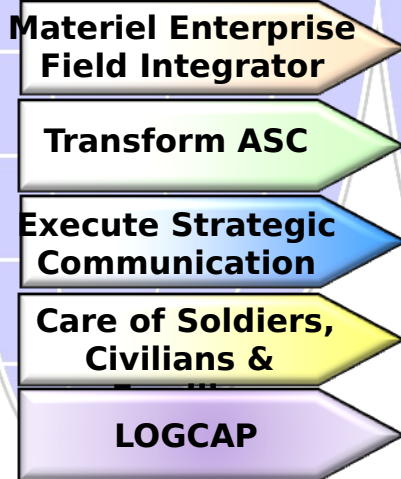 Materiel Enterprise
Field Integrator
Transform ASC
Execute Strategic
Communication
Care of Soldiers,
Civilians &
LOGCAP